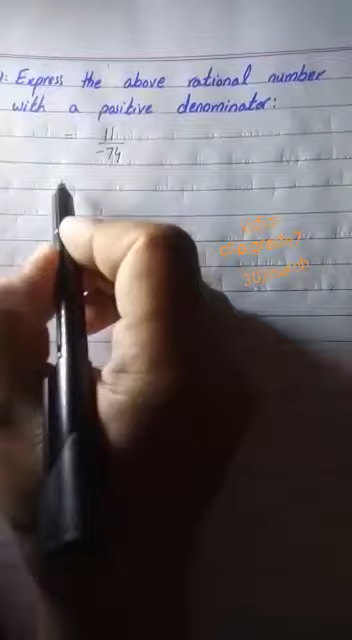 : Express the above rational number
with a positive denominator:
= 11/-74